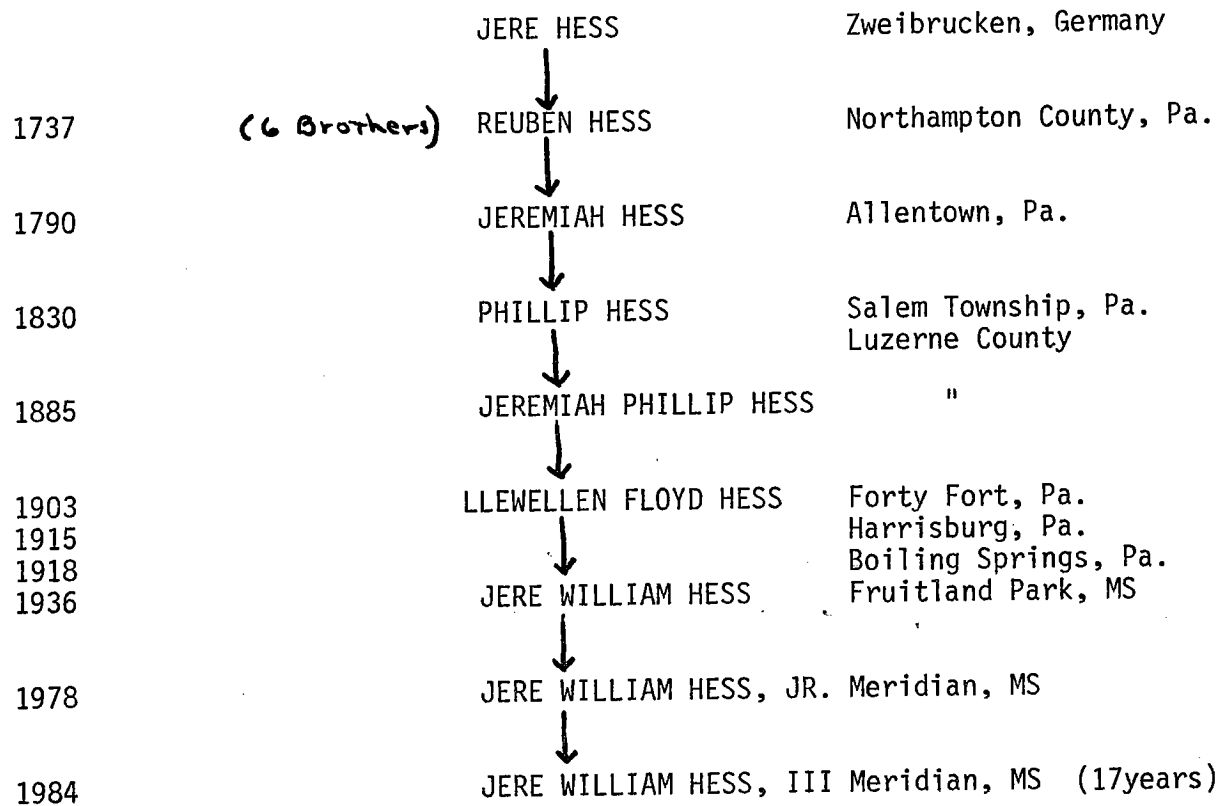 JERE HESS Zweibrucken, Germany
1737 (6 Brothers) REUBEN HESS Northampton County, Pa.
1790 JEREMIAH HESS Allentown, Pa.
1830 PHILLIP HESS Salem Township, Pa.
Luzerne County
1885 JEREMIAH PHILLIP HESS "
1903 LLEWELLEN FLOYD HESS Forty Fort, Pa.
1915 Harrisburg, Pa.
1918 Boiling Springs, Pa.
1936 JERE WILLIAM HESS Fruitland Park, MS
1978 JERE WILLIAM HESS, JR. Meridian, MS
1984 JERE WILLIAM HESS, III Meridian, MS (17years)